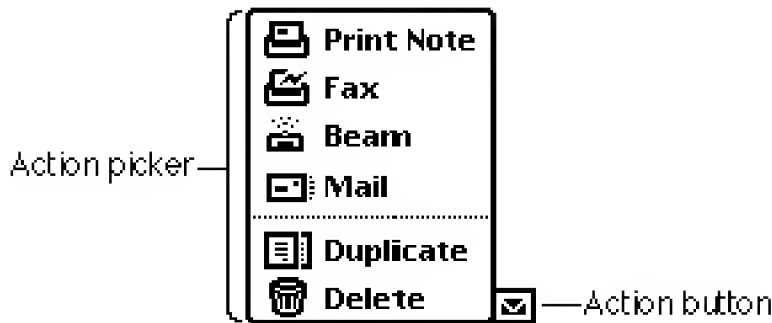 Print Note
Fax
Beam
Action picker
Mail
Duplicate
Delete
Action button